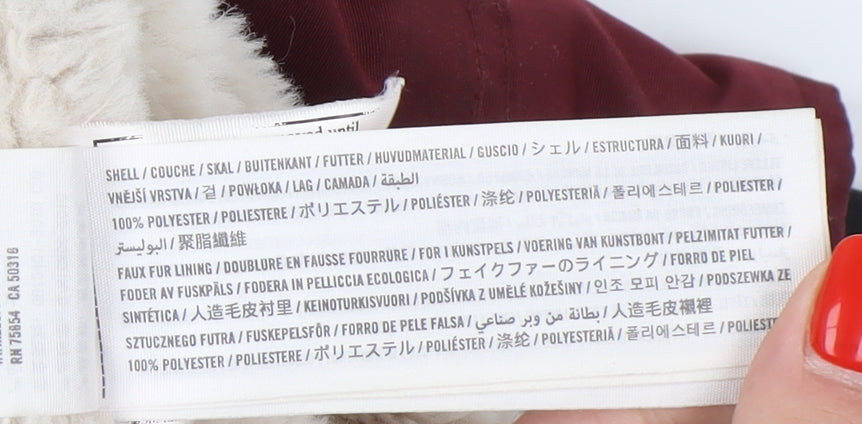 SHELL / COUCHE / SKAL / BUITENKANT / FUTTER / HUVUDMATERIAL / GUSCIO / シェル / ESTRUCTURA / 面料 / KUORI /
VNĚJŠÍ VRSTVA / 겉 / POWŁOKA / LAG / CAMADA / الطبقة
100% POLYESTER / POLIESTERE / ポリエステル / POLIÉSTER / 涤纶 / POLYESTERIÄ / 폴리에스테르 / POLIESTER /
البوليستر / 聚脂纖維
FAUX FUR LINING / DOUBLURE EN FAUSSE FOURRURE / FOR I KUNSTPELS / VOERING VAN KUNSTBONT / PELZIMITAT FUTTER /
FODER AV FUSKPÄLS / FODERA IN PELLICCIA ECOLOGICA / フェイクファーのライニング / FORRO DE PIEL
SINTÉTICA / 人造毛皮衬里 / KEINOTURKISVUORI / PODŠÍVKA Z UMĚLÉ KOŽEŠINY / 인조 모피 안감 / PODSZEWKA ZE
SZTUCZNEGO FUTRA / FUSKEPELSFÔR / FORRO DE PELE FALSA / بطانة من وبر صناعي / 人造毛皮襯裡
100% POLYESTER / POLIESTERE / ポリエステル / POLIÉSTER / 涤纶 / POLYESTERIÄ / 폴리에스테르 /
RN 75654 CA 50316
until